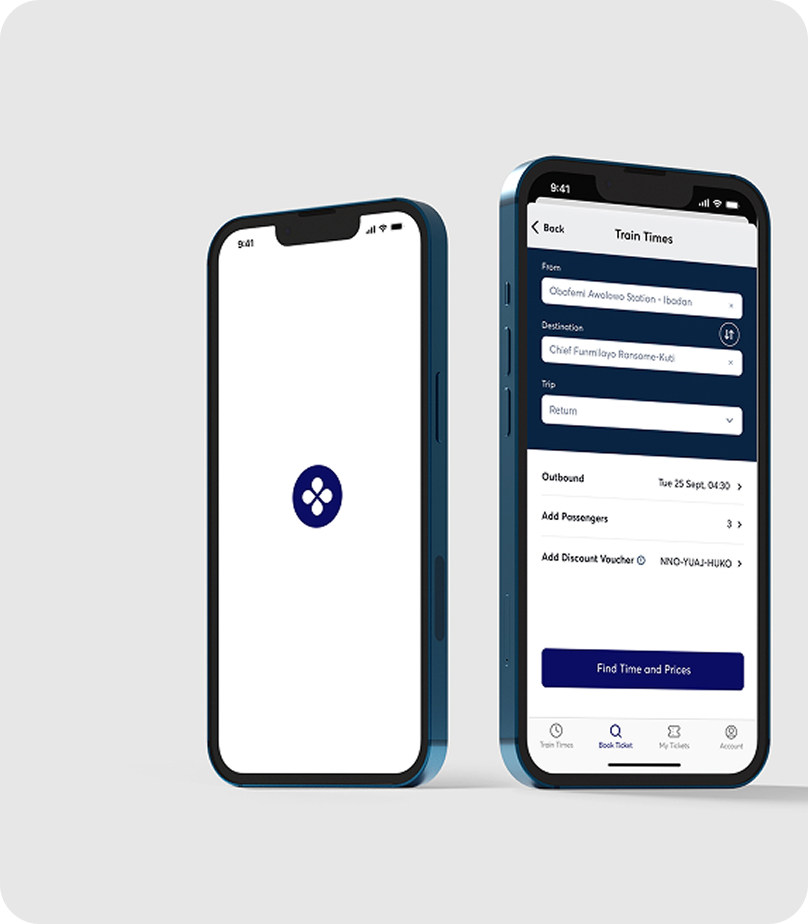 9:41
9:41
Back
Train Times
From
Obafemi Awolowo Station - Ibadan
Destination
Chief Funmilayo Ransome-Kuti
Trip
Return
Outbound
Tue 25 Sept, 04:30
Add Passengers
3
Add Discount Voucher
NNO-YUAJ-HUKO
Find Time and Prices
Train Times
Book Ticket
My Tickets
Account